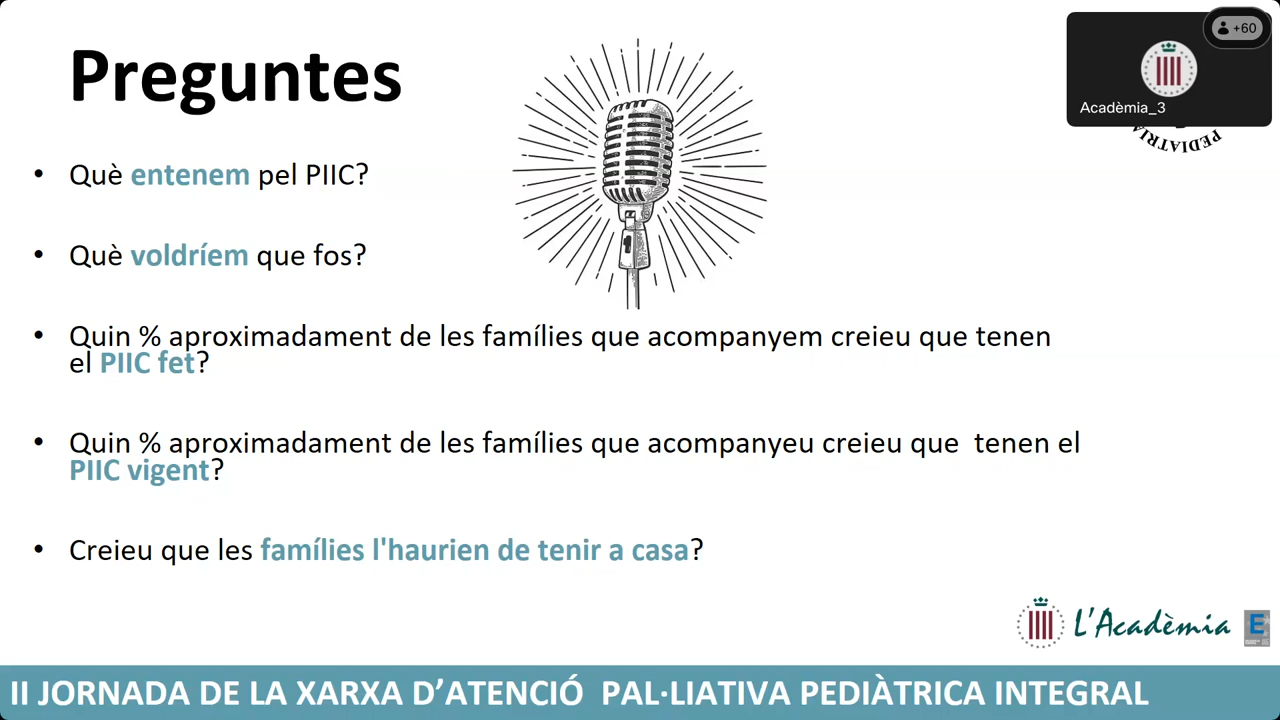 Preguntes
+60
Acadèmia_3
PEDIATRIA
• Què entenem pel PIIC?
• Què voldríem que fos?
• Quin % aproximadament de les famílies que acompanyem creieu que tenen
el PIIC fet?
• Quin % aproximadament de les famílies que acompanyeu creieu que  tenen el
PIIC vigent?
• Creieu que les famílies l'haurien de tenir a casa?
L'Acadèmia
E
II JORNADA DE LA XARXA D’ATENCIÓ  PAL·LIATIVA PEDIÀTRICA INTEGRAL